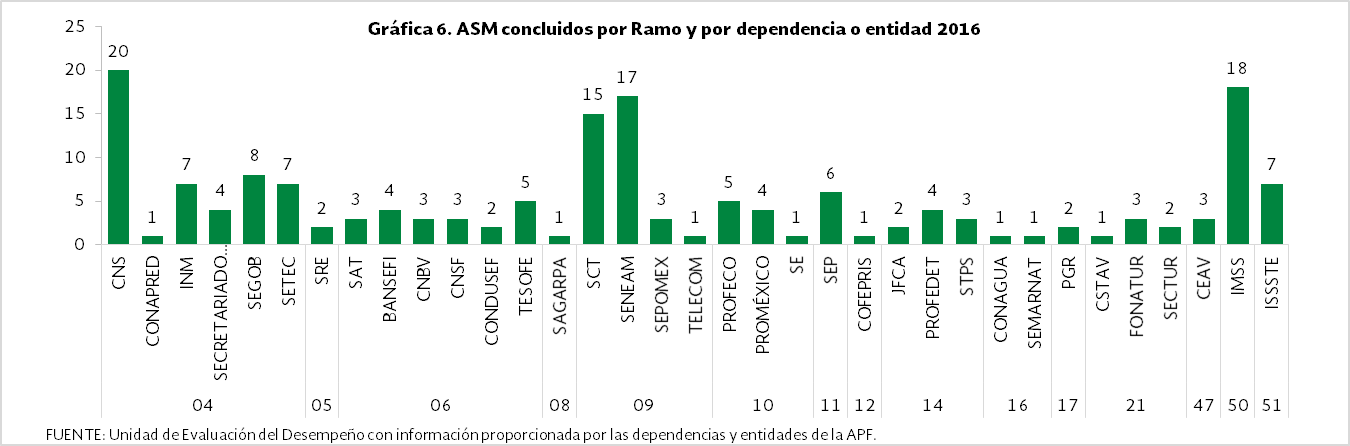 Gráfica 6. ASM concluidos por Ramo y por dependencia o entidad 2016
25
20
15
10
5
0
20
1
7
4
8
7
2
3
4
3
3
2
5
1
15
17
3
1
5
4
1
6
1
2
4
3
1
1
2
1
3
2
3
18
7
CNS
CONAPRED
INM
SECRETARIADO...
SEGOB
SETEC
SRE
SAT
BANSEFI
CNBV
CNSF
CONDUSEF
TESOFE
SAGARPA
SCT
SENEAM
SEPOMEX
TELECOM
PROFECO
PROMÉXICO
SE
SEP
COFEPRIS
JFCA
PROFEDET
STPS
CONAGUA
SEMARNAT
PGR
CSTAV
FONATUR
SECTUR
CEAV
IMSS
ISSSTE
04
05
06
08
09
10
11
12
14
16
17
21
47
50
51
FUENTE: Unidad de Evaluación del Desempeño con información proporcionada por las dependencias y entidades de la APF.